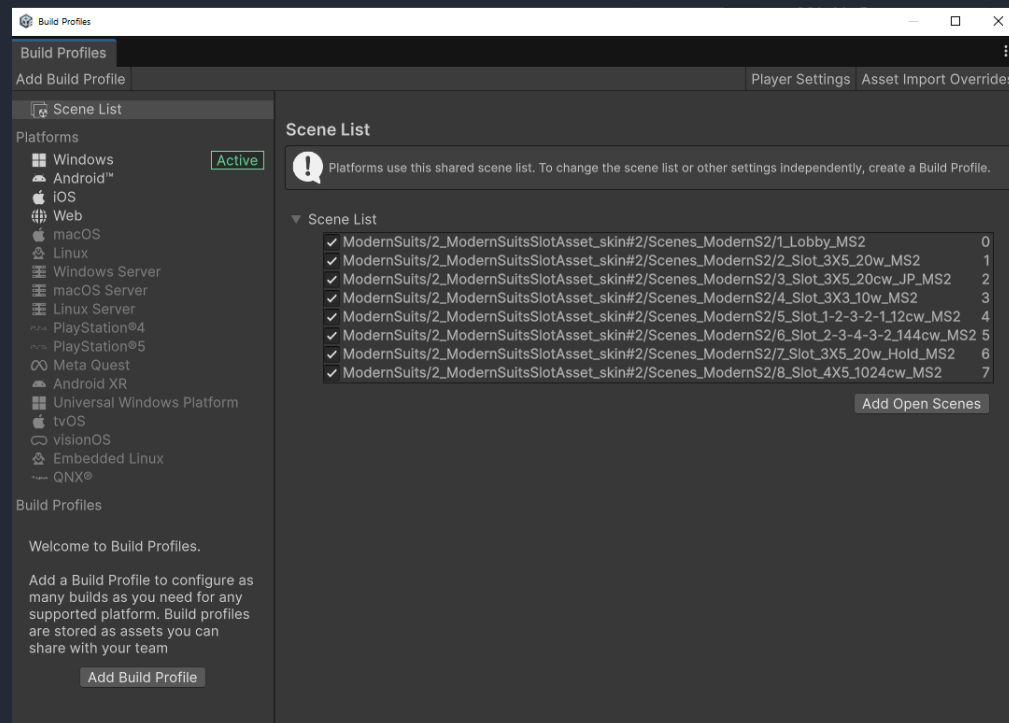 Build Profiles
Build Profiles
Add Build Profile
Player Settings
Asset Import Overrides
Scene List
Platforms
Windows
Active
Android™
iOS
Web
macOS
Linux
Windows Server
macOS Server
Linux Server
PlayStation®4
PlayStation®5
Meta Quest
Android XR
Universal Windows Platform
tvOS
visionOS
Embedded Linux
QNX®
Build Profiles
Welcome to Build Profiles.
Add a Build Profile to configure as
many builds as you need for any
supported platform. Build profiles
are stored as assets you can
share with your team
Add Build Profile
Scene List
Platforms use this shared scene list. To change the scene list or other settings independently, create a Build Profile.
Scene List
ModernSuits/2_ModernSuitsSlotAsset_skin#2/Scenes_ModernS2/1_Lobby_MS2 0
ModernSuits/2_ModernSuitsSlotAsset_skin#2/Scenes_ModernS2/2_Slot_3X5_20w_MS2 1
ModernSuits/2_ModernSuitsSlotAsset_skin#2/Scenes_ModernS2/3_Slot_3X5_20cw_JP_MS2 2
ModernSuits/2_ModernSuitsSlotAsset_skin#2/Scenes_ModernS2/4_Slot_3X3_10w_MS2 3
ModernSuits/2_ModernSuitsSlotAsset_skin#2/Scenes_ModernS2/5_Slot_1-2-3-2-1_12cw_MS2 4
ModernSuits/2_ModernSuitsSlotAsset_skin#2/Scenes_ModernS2/6_Slot_2-3-4-3-2_144cw_MS2 5
ModernSuits/2_ModernSuitsSlotAsset_skin#2/Scenes_ModernS2/7_Slot_3X5_20w_Hold_MS2 6
ModernSuits/2_ModernSuitsSlotAsset_skin#2/Scenes_ModernS2/8_Slot_4X5_1024cw_MS2 7
Add Open Scenes